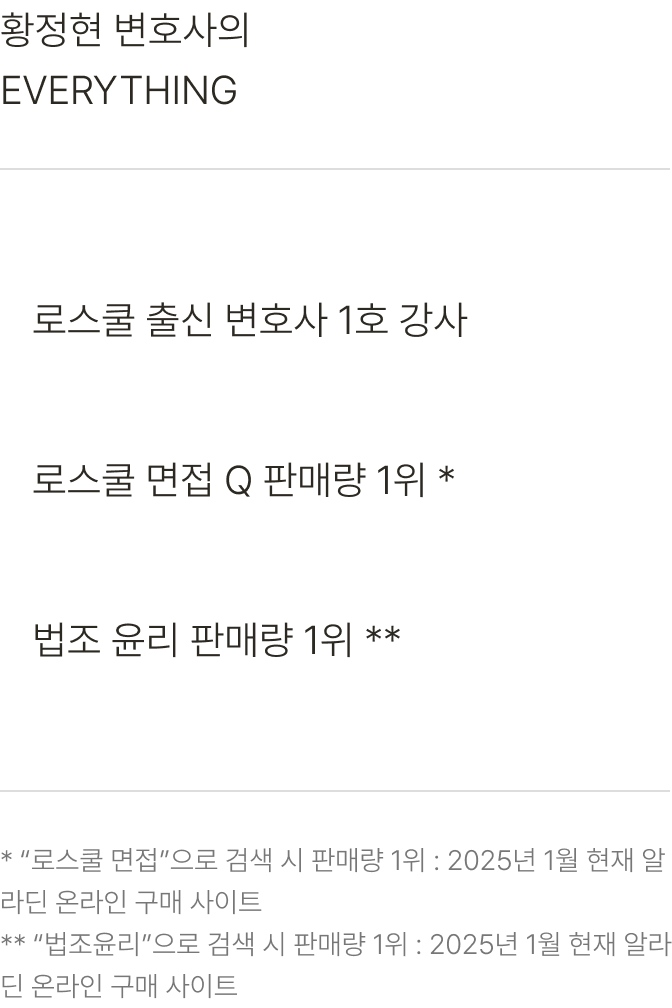 황정현 변호사의
EVERYTHING
로스쿨 출신 변호사 1호 강사
로스쿨 면접 Q 판매량 1위 *
법조 윤리 판매량 1위 **
* “로스쿨 면접”으로 검색 시 판매량 1위 : 2025년 1월 현재 알
라딘 온라인 구매 사이트
** “법조윤리”으로 검색 시 판매량 1위 : 2025년 1월 현재 알라
딘 온라인 구매 사이트